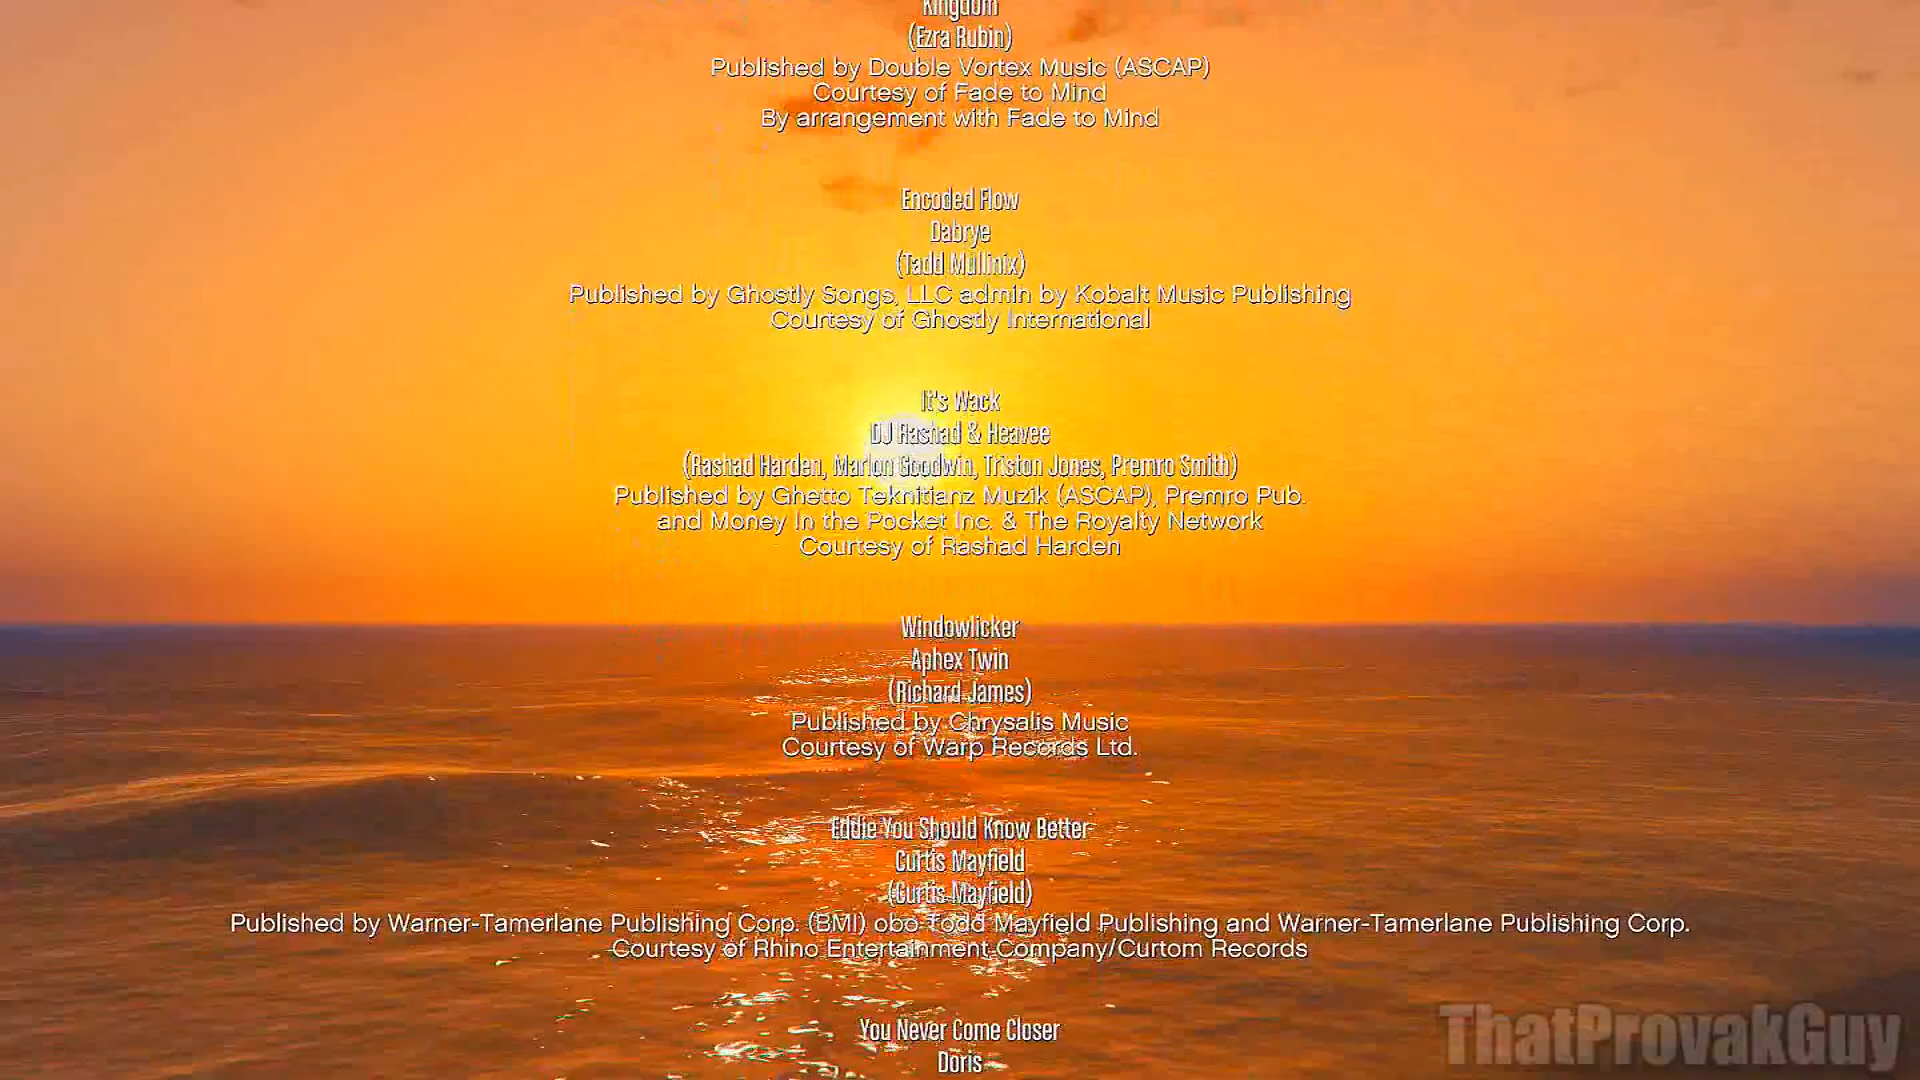 Kingdom
(Ezra Rubin)
Published by Double Vortex Music (ASCAP)
Courtesy of Fade to Mind
By arrangement with Fade to Mind
Encoded Flow
Dabrye
(Tadd Mullinix)
Published by Ghostly Songs, LLC admin by Kobalt Music Publishing
Courtesy of Ghostly International
It's Wack
DJ Rashad & Heavee
(Rashad Harden, Marlon Goodwin, Triston Jones, Premro Smith)
Published by Ghetto Teknitianz Muzik (ASCAP), Premro Pub.
and Money In the Pocket Inc. & The Royalty Network
Courtesy of Rashad Harden
Windowlicker
Aphex Twin
(Richard James)
Published by Chrysalis Music
Courtesy of Warp Records Ltd.
Eddie You Should Know Better
Curtis Mayfield
(Curtis Mayfield)
Published by Warner-Tamerlane Publishing Corp. (BMI) obo Todd Mayfield Publishing and Warner-Tamerlane Publishing Corp.
Courtesy of Rhino Entertainment Company/Curtom Records
You Never Come Closer
Doris
ThatProvakGuy